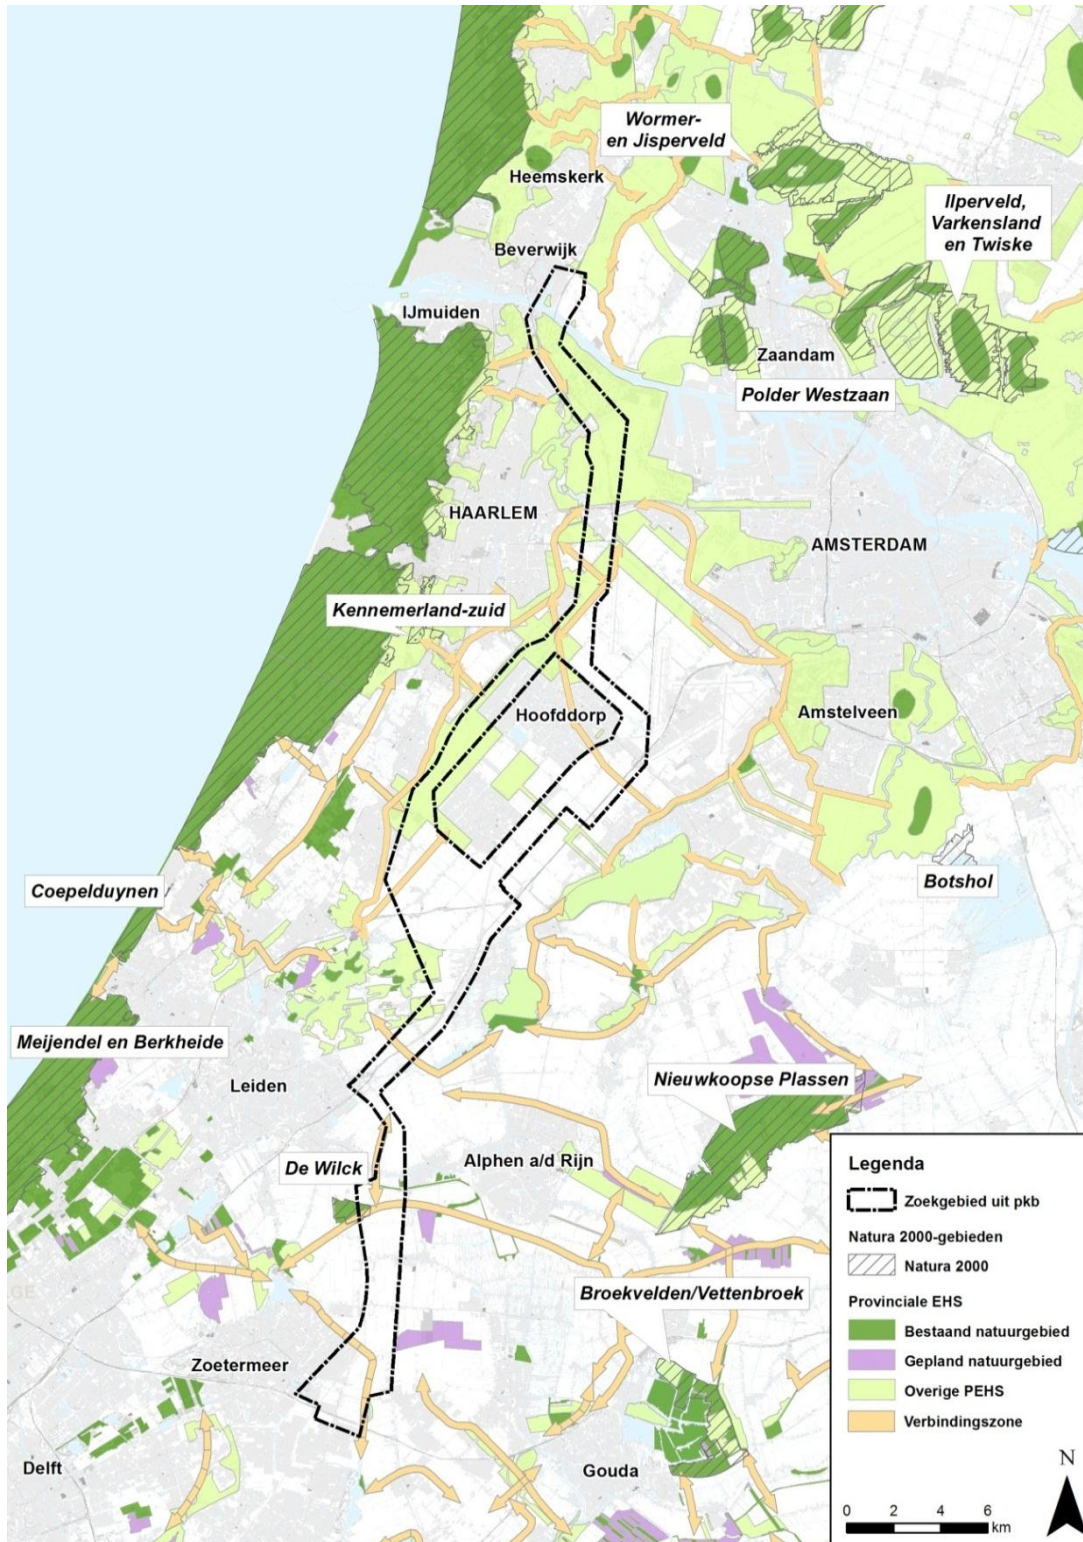 Wormer-
en Jisperveld
Heemskerk
Ilperveld,
Varkensland
en Twiske
Beverwijk
IJmuiden
Zaandam
Polder Westzaan
HAARLEM
AMSTERDAM
Kennemerland-zuid
Hoofddorp
Amstelveen
Coepelduynen
Botshol
Meijendel en Berkheide
Leiden
Nieuwkoopse Plassen
De Wilck
Alphen a/d Rijn
GE
Broekvelden/Vettenbroek
Zoetermeer
Delft
Gouda
Legenda
Zoekgebied uit pkb
Natura 2000-gebieden
Natura 2000
Provinciale EHS
Bestaand natuurgebied
Gepland natuurgebied
Overige PEHS
Verbindingszone
N
0 2 4 6
km